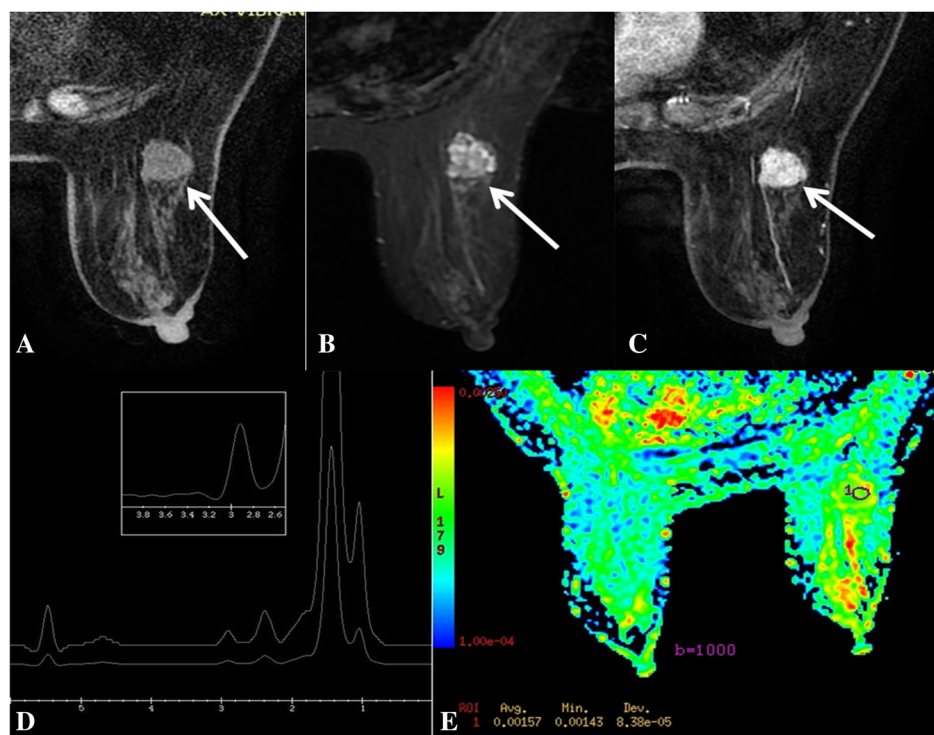 AX VIBRAN
A
B
C
3.8 3.6 3.4 3.2 3 2.8 2.6
5 4 3 2 1
D
L
179
1.00e-04
b=1000
1
ROI Avg. Min. Dev.
1 0.00157 0.00143 8.38e-05
E